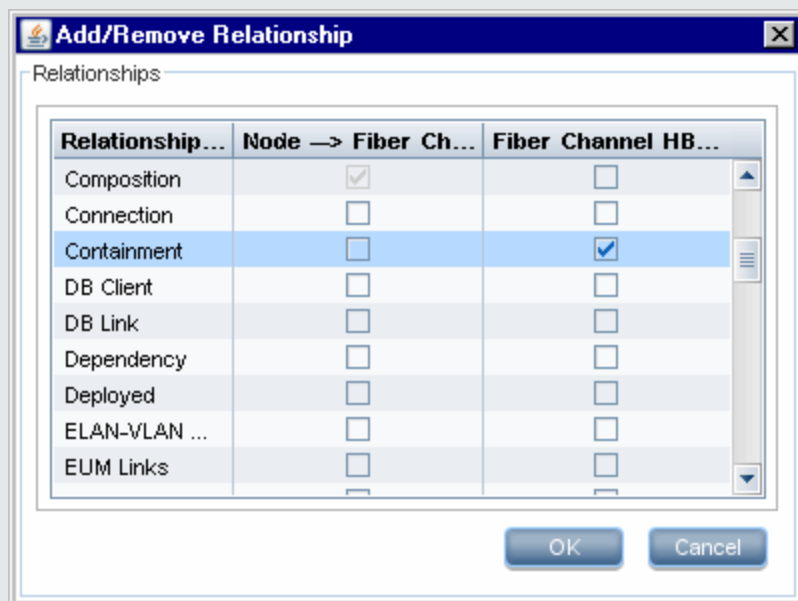 Add/Remove Relationship
Relationships
Relationship... Node —> Fiber Ch... Fiber Channel HB...
Composition
Connection
Containment
DB Client
DB Link
Dependency
Deployed
ELAN-VLAN ...
EUM Links
OK Cancel